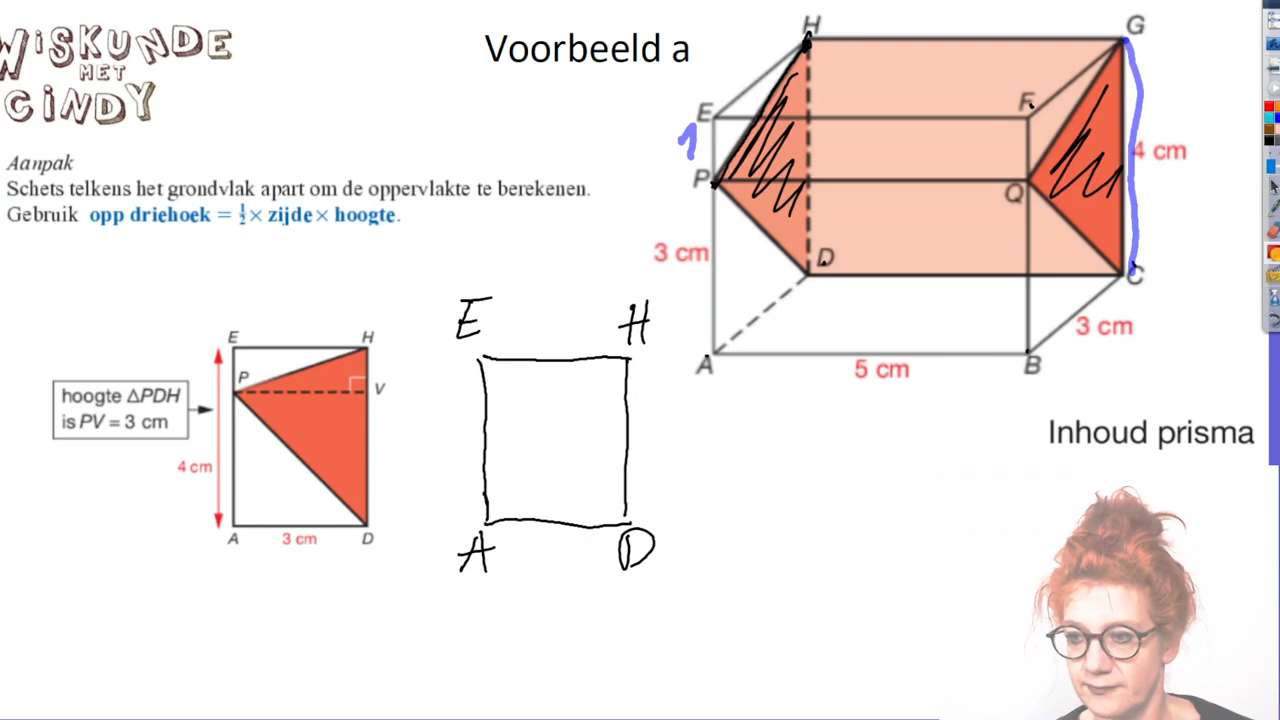 WiSKUNDE
MET
CiNDY
Voorbeeld a
Aanpak
Schets telkens het grondvlak apart om de oppervlakte te berekenen.
Gebruik opp driehoek = ½ × zijde × hoogte.
H
G
E
F
1
4 cm
P
Q
3 cm
D
C
3 cm
A
5 cm
B
E
H
P
V
hoogte △PDH
is PV = 3 cm
4 cm
A
3 cm
D
E
H
A
D
Inhoud prisma